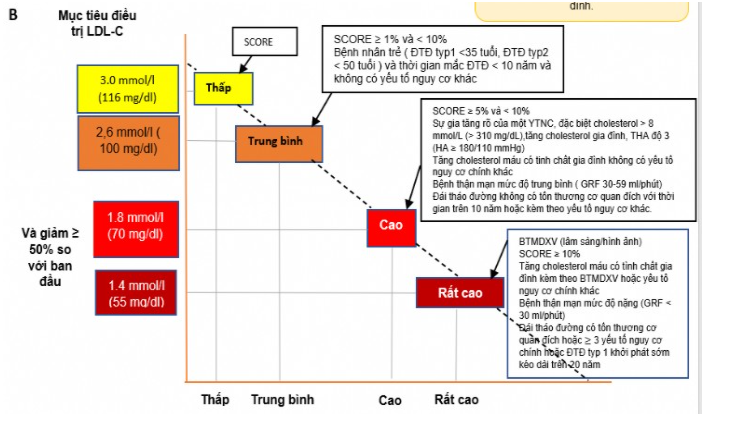 định.
B
Mục tiêu điều
trị LDL-C
3.0 mmol/l
(116 mg/dl)
2,6 mmol/l (
100 mg/dl)
Và giảm ≥
50% so
với ban
đầu
1.8 mmol/l
(70 mg/dl)
1.4 mmol/l
(55 mg/dl)
SCORE
Thấp
SCORE ≥ 1% và < 10%
Bệnh nhân trẻ ( ĐTĐ typ1 <35 tuổi, ĐTĐ typ2
< 50 tuổi ) và thời gian mắc ĐTĐ < 10 năm và
không có yếu tố nguy cơ khác
Trung bình
SCORE ≥ 5% và < 10%
Sự gia tăng rõ của một YTNC, đặc biệt cholesterol > 8
mmol/L (> 310 mg/dL),tăng cholesterol gia đình, THA độ 3
(HA ≥ 180/110 mmHg)
Tăng cholesterol máu có tính chất gia đình không có yếu tố
nguy cơ chính khác
Bệnh thận mạn mức độ trung bình ( GRF 30-59 ml/phút)
Đái tháo đường không có tổn thương cơ quan đích với thời
gian trên 10 năm hoặc kèm theo yếu tố nguy cơ khác.
Cao
BTMDXV (lâm sàng/hình ảnh)
SCORE ≥ 10%
Tăng cholesterol máu có tính chất gia
đình kèm theo BTMDXV hoặc yếu tố
nguy cơ chính khác
Bệnh thận mạn mức độ nặng (GRF <
30 ml/phút)
Đái tháo đường có tổn thương cơ
quan đích hoặc ≥ 3 yếu tố nguy cơ
chính hoặc ĐTĐ typ 1 khởi phát sớm
kéo dài trên 20 năm
Rất cao
Thấp
Trung bình
Cao
Rất cao